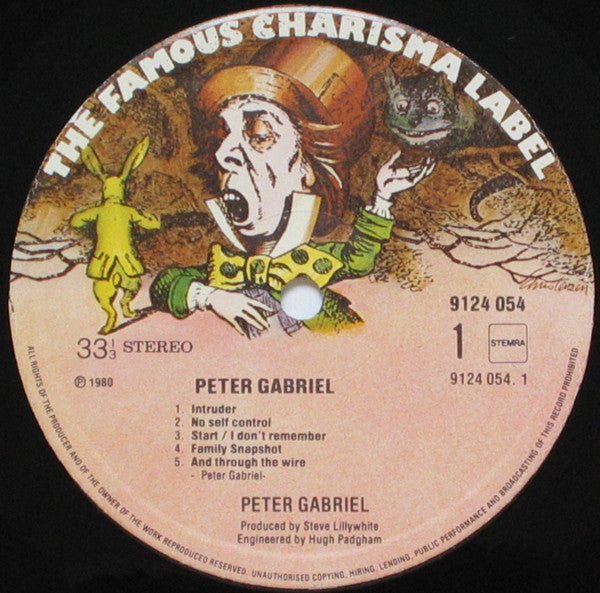 THE FAMOUS CHARISMA LABEL
Chris Tensen
9124 054
33⅓ STEREO
1
STEMRA
℗ 1980
9124 054. 1
PETER GABRIEL
1. Intruder
2. No self control
3. Start / I don't remember
4. Family Snapshot
5. And through the wire
- Peter Gabriel-
PETER GABRIEL
Produced by Steve Lillywhite
Engineered by Hugh Padgham
ALL RIGHTS OF THE PRODUCER AND OF THE OWNER OF THE WORK REPRODUCED RESERVED. UNAUTHORISED COPYING, HIRING, LENDING, PUBLIC PERFORMANCE AND BROADCASTING OF THIS RECORD PROHIBITED